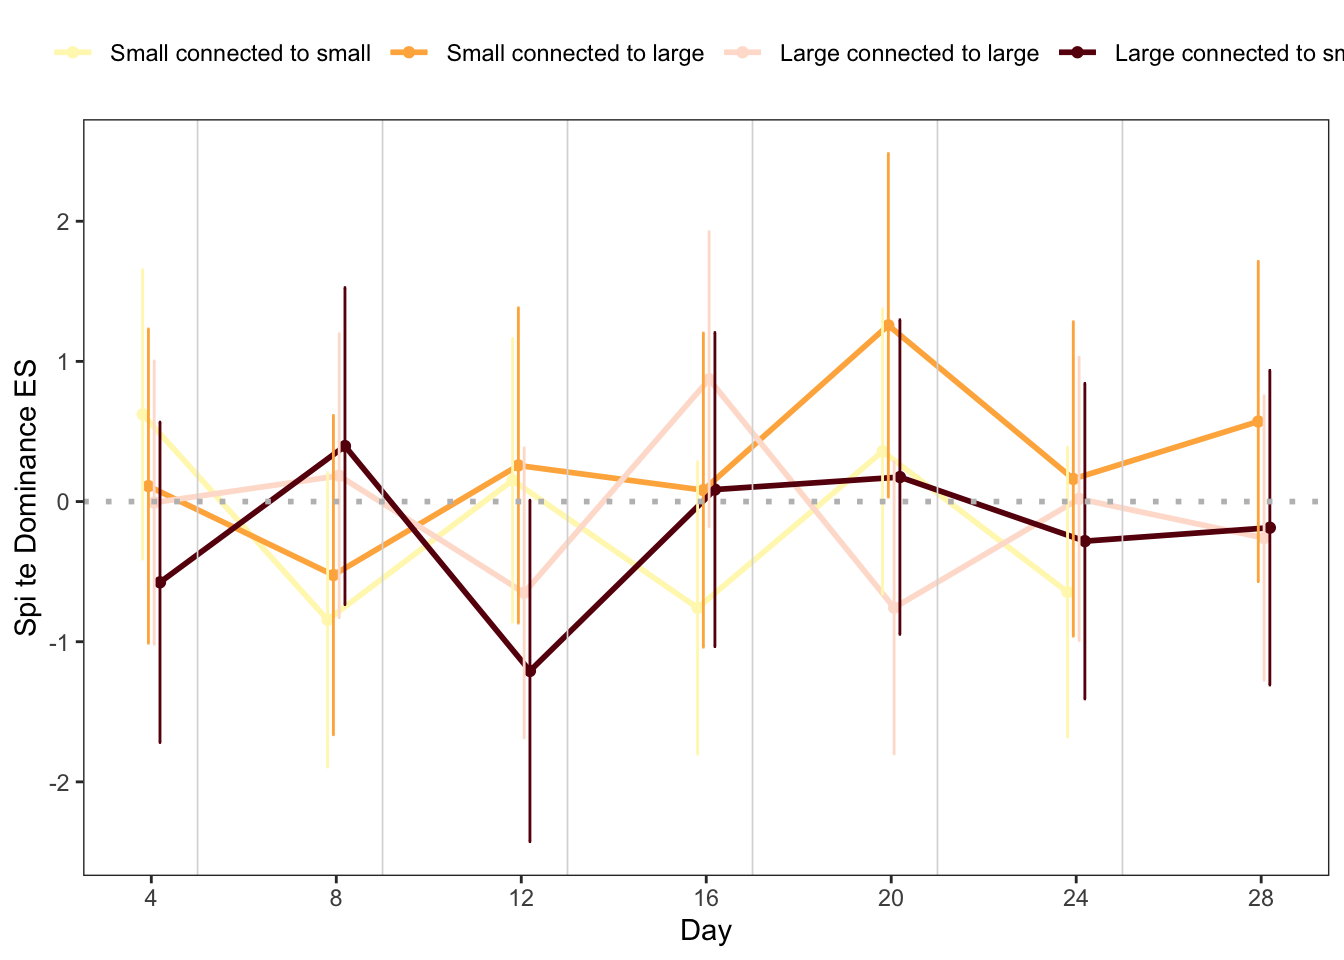 Small connected to small Small connected to large Large connected to large Large connected to sm
2
1
0
-1
-2
Spi te Dominance ES
4 8 12 16 20 24 28
Day